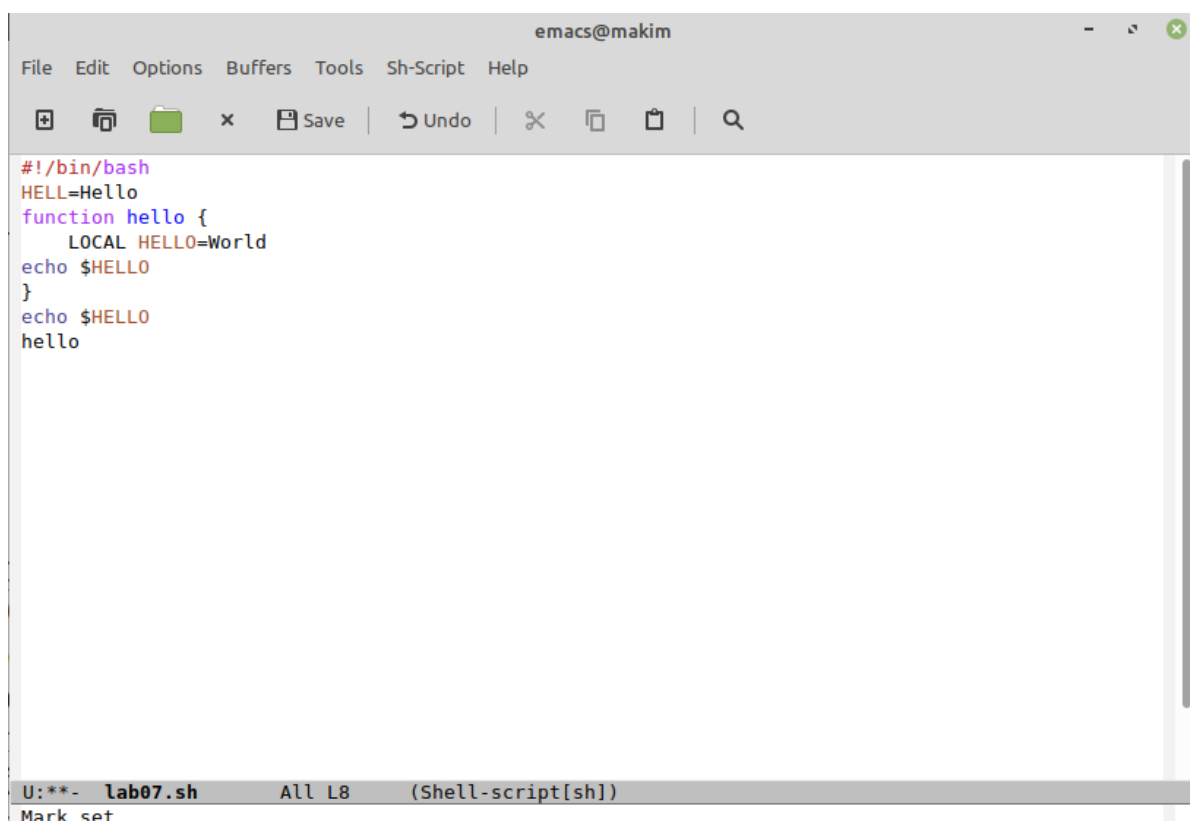 emacs@makim
File Edit Options Buffers Tools Sh-Script Help
Save Undo
#!/bin/bash
HELL=Hello
function hello {
    LOCAL HELLO=World
echo $HELLO
}
echo $HELLO
hello
U:**- lab07.sh All L8 (Shell-script[sh])
Mark set